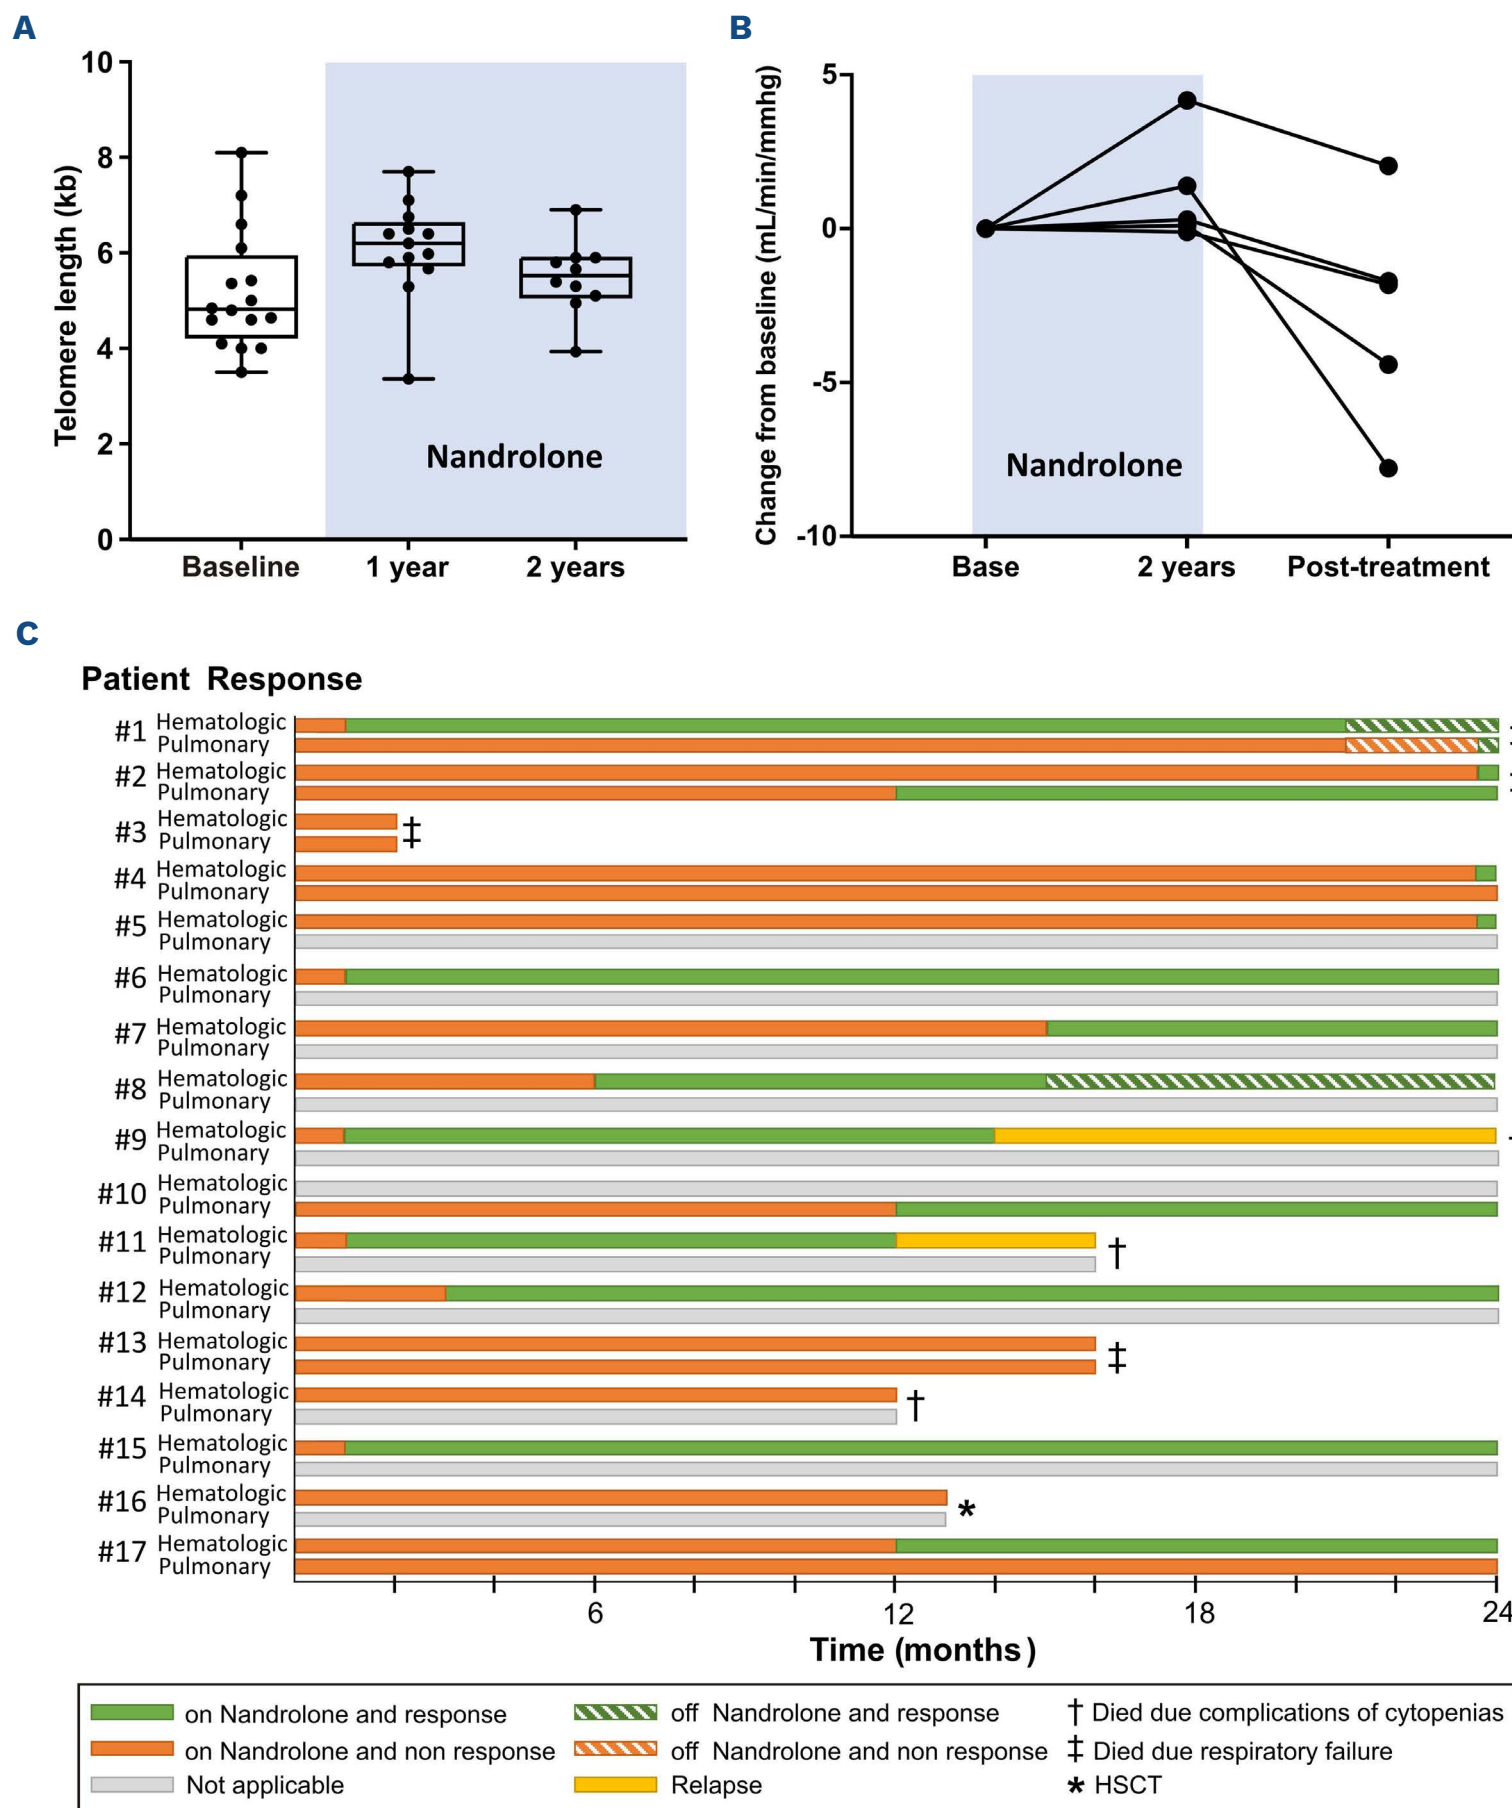 A
B
10
8
6
4
2
0
Telomere length (kb)
Nandrolone
Baseline
1 year
2 years
5
0
-5
-10
Change from baseline (mL/min/mmhg)
Nandrolone
Base
2 years
Post-treatment
C
Patient Response
#1 Hematologic
Pulmonary
#2 Hematologic
Pulmonary
#3 Hematologic
Pulmonary
‡
#4 Hematologic
Pulmonary
#5 Hematologic
Pulmonary
#6 Hematologic
Pulmonary
#7 Hematologic
Pulmonary
#8 Hematologic
Pulmonary
#9 Hematologic
Pulmonary
#10 Hematologic
Pulmonary
#11 Hematologic
Pulmonary
†
#12 Hematologic
Pulmonary
#13 Hematologic
Pulmonary
‡
#14 Hematologic
Pulmonary
†
#15 Hematologic
Pulmonary
#16 Hematologic
Pulmonary
*
#17 Hematologic
Pulmonary
6 12 18 24
Time (months)
on Nandrolone and response
off Nandrolone and response
† Died due complications of cytopenias
on Nandrolone and non response
off Nandrolone and non response
‡ Died due respiratory failure
Not applicable
Relapse
* HSCT